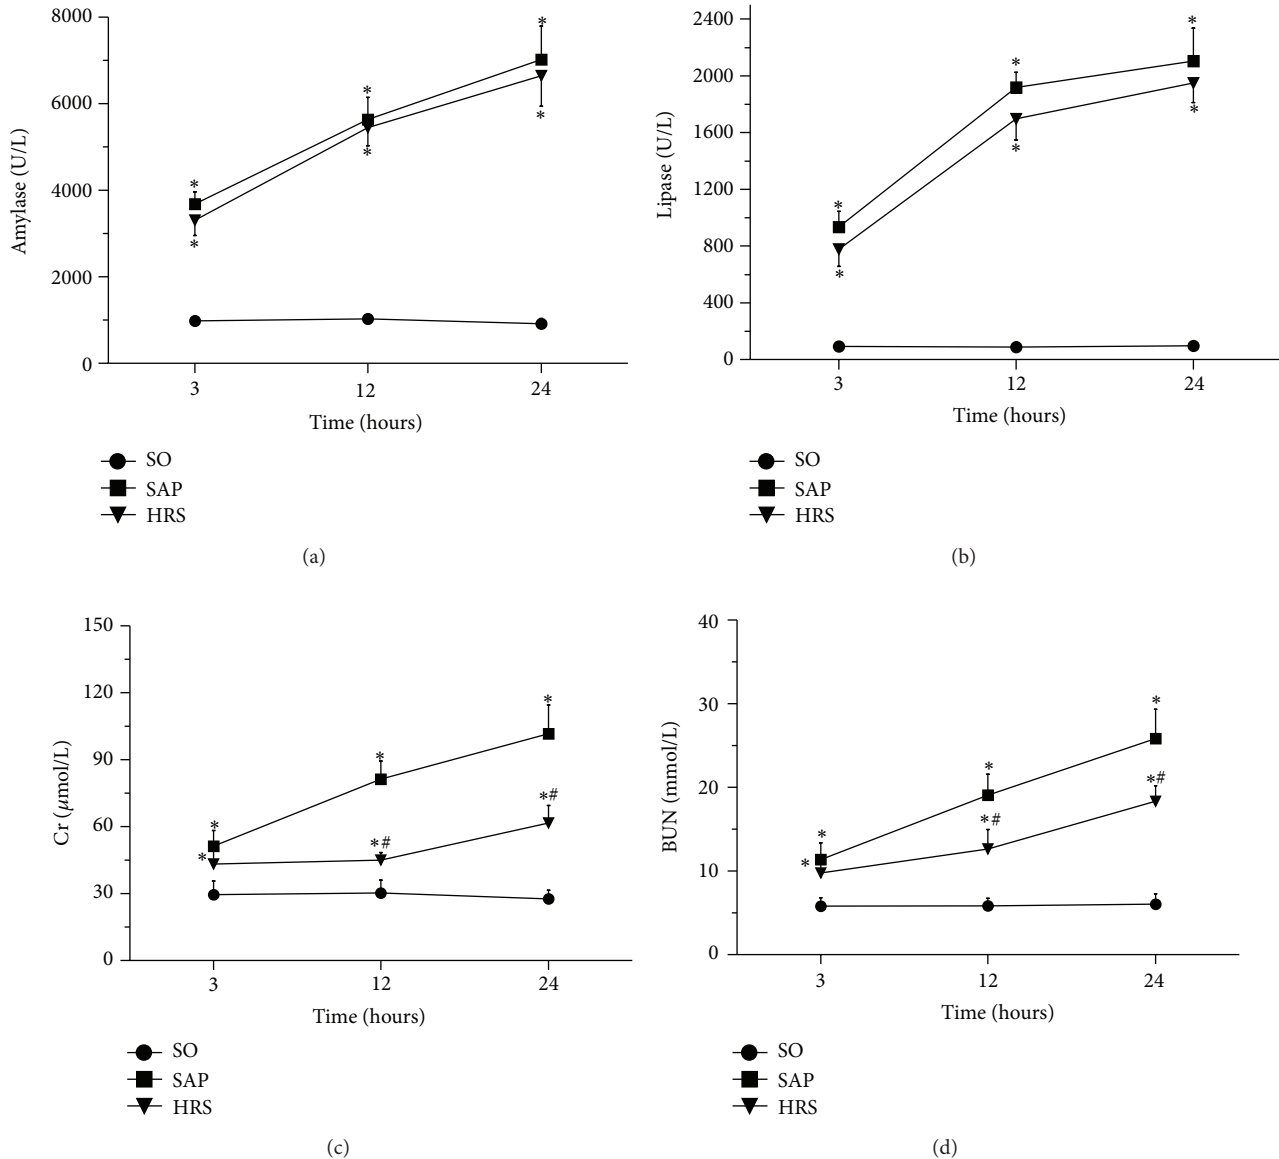 8000
6000
4000
2000
0
Amylase (U/L)
*
*
*
*
*
*
3
12
24
Time (hours)
SO
SAP
HRS
(a)
2400
2000
1600
1200
800
400
0
Lipase (U/L)
*
*
*
*
*
*
3
12
24
Time (hours)
SO
SAP
HRS
(b)
150
120
90
60
30
0
Cr (μmol/L)
*
*
*
*
*#
*#
3
12
24
Time (hours)
SO
SAP
HRS
(c)
40
30
20
10
0
BUN (mmol/L)
*
*
*
*
*#
*#
3
12
24
Time (hours)
SO
SAP
HRS
(d)